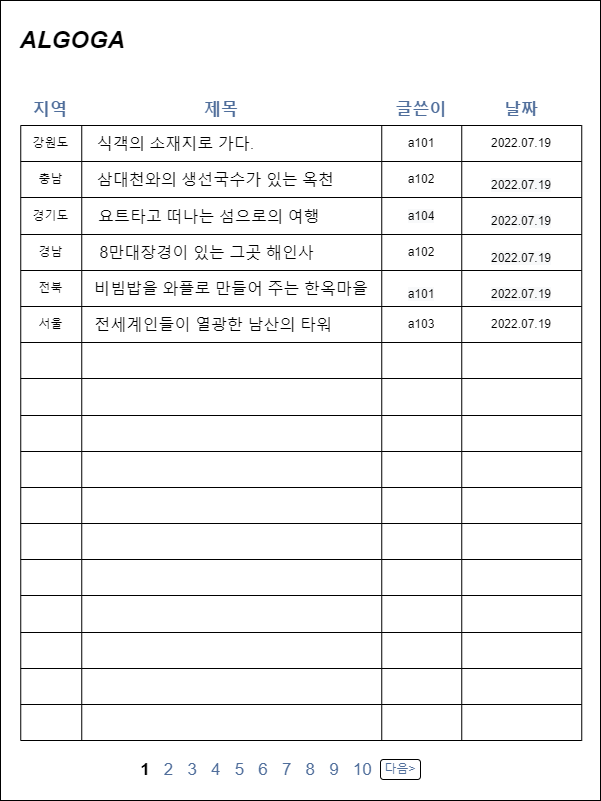 ALGOGA
지역 제목 글쓴이 날짜
강원도 식객의 소재지로 가다. a101 2022.07.19
충남 삼대천와의 생선국수가 있는 옥천 a102 2022.07.19
경기도 요트타고 떠나는 섬으로의 여행 a104 2022.07.19
경남 8만대장경이 있는 그곳 해인사 a102 2022.07.19
전북 비빔밥을 와플로 만들어 주는 한옥마을 a101 2022.07.19
서울 전세계인들이 열광한 남산의 타워 a103 2022.07.19
1 2 3 4 5 6 7 8 9 10 다음>